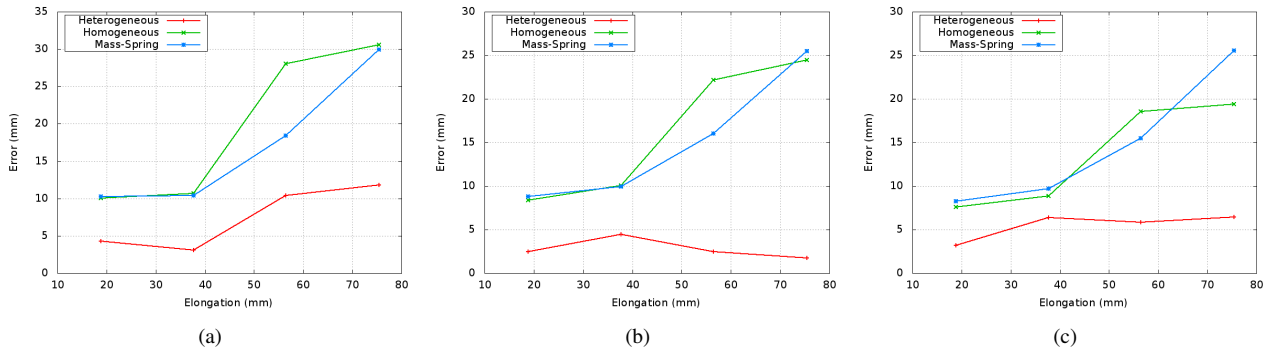 35
30
25
20
15
10
5
0
10 20 30 40 50 60 70 80
Error (mm)
Elongation (mm)
Heterogeneous
Homogeneous
Mass-Spring
(a)
30
25
20
15
10
5
0
10 20 30 40 50 60 70 80
Error (mm)
Elongation (mm)
Heterogeneous
Homogeneous
Mass-Spring
(b)
30
25
20
15
10
5
0
10 20 30 40 50 60 70 80
Error (mm)
Elongation (mm)
Heterogeneous
Homogeneous
Mass-Spring
(c)